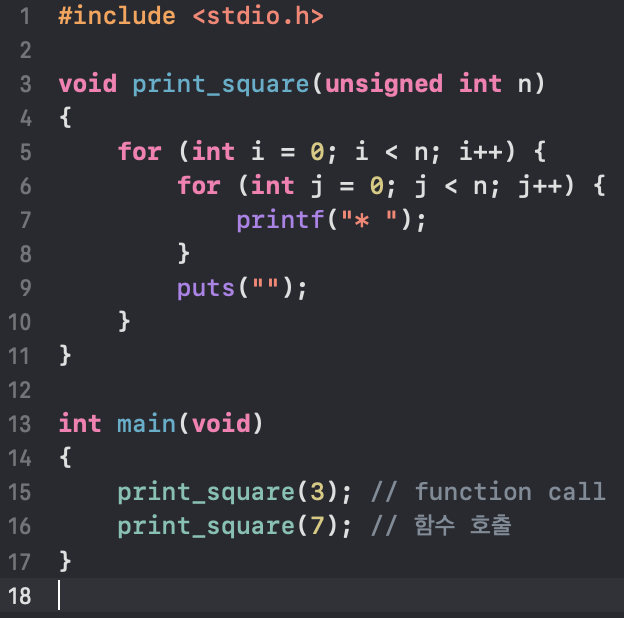 1 #include <stdio.h>
2
3 void print_square(unsigned int n)
4 {
5     for (int i = 0; i < n; i++) {
6         for (int j = 0; j < n; j++) {
7             printf("* ");
8         }
9         puts("");
10     }
11 }
12
13 int main(void)
14 {
15     print_square(3); // function call
16     print_square(7); // 함수 호출
17 }
18